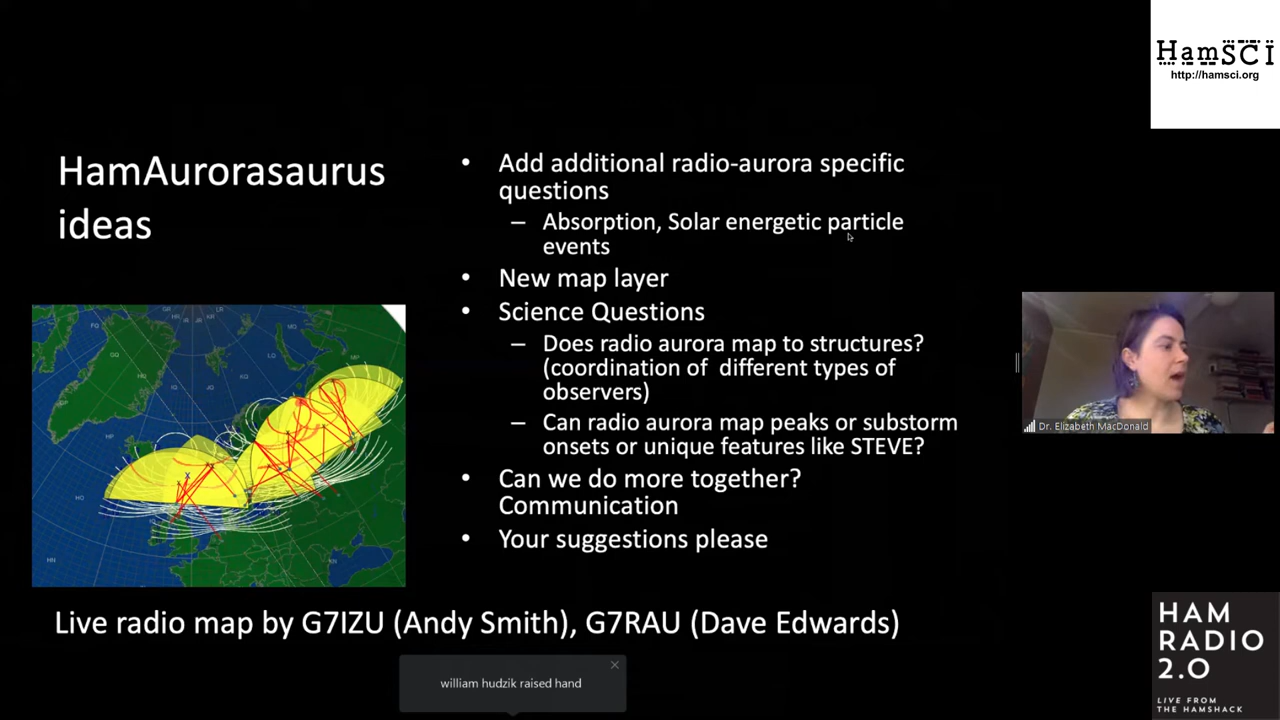 HamSCI
http://hamsci.org
HamAurorasaurus
ideas
• Add additional radio-aurora specific
questions
– Absorption, Solar energetic particle
events
• New map layer
• Science Questions
– Does radio aurora map to structures?
(coordination of different types of
observers)
– Can radio aurora map peaks or substorm
onsets or unique features like STEVE?
• Can we do more together?
Communication
• Your suggestions please
Dr. Elizabeth MacDonald
Live radio map by G7IZU (Andy Smith), G7RAU (Dave Edwards)
william hudzik raised hand
HAM
RADIO
2.0
LIVE FROM
THE HAMSHACK